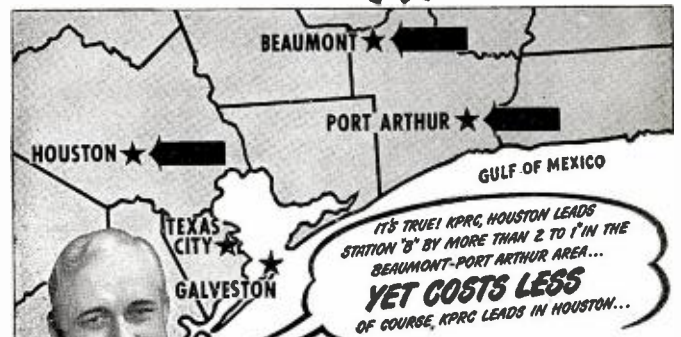 BEAUMONT
PORT ARTHUR
HOUSTON
GULF OF MEXICO
TEXAS
CITY
GALVESTON
IT'S TRUE! KPRC, HOUSTON LEADS
STATION "B" BY MORE THAN 2 TO 1* IN THE
BEAUMONT-PORT ARTHUR AREA...
YET COSTS LESS
OF COURSE, KPRC LEADS IN HOUSTON...